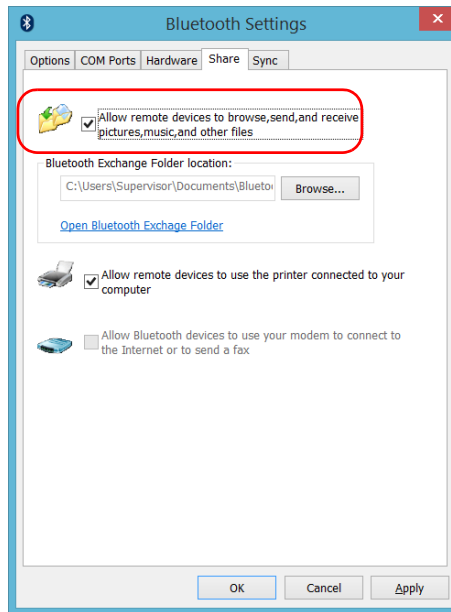 Bluetooth Settings
Options COM Ports Hardware Share Sync
Allow remote devices to browse,send,and receive
pictures,music,and other files
Bluetooth Exchange Folder location:
C:\Users\Supervisor\Documents\Bluetoo
Browse...
Open Bluetooth Exchage Folder
Allow remote devices to use the printer connected to your
computer
Allow Bluetooth devices to use your modem to connect to
the Internet or to send a fax
OK Cancel Apply